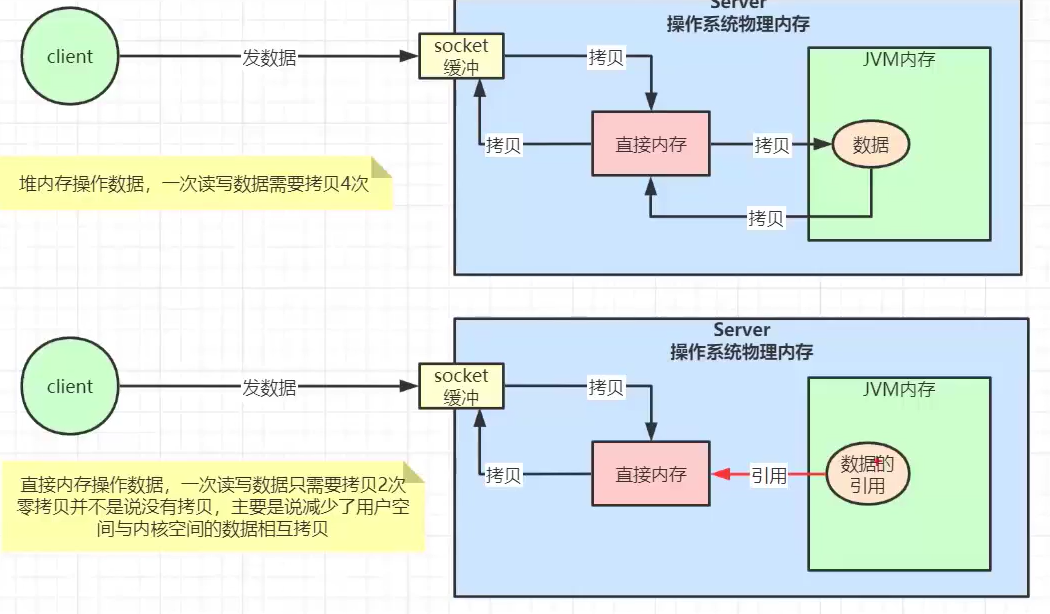 Server
操作系统物理内存
client
发数据
socket
缓冲
拷贝
JVM内存
拷贝
直接内存
拷贝
数据
堆内存操作数据，一次读写数据需要拷贝4次
拷贝
Server
操作系统物理内存
client
发数据
socket
缓冲
拷贝
JVM内存
拷贝
直接内存
引用
数据的
引用
直接内存操作数据，一次读写数据只需要拷贝2次
零拷贝并不是说没有拷贝，主要是说减少了用户空
间与内核空间的数据相互拷贝